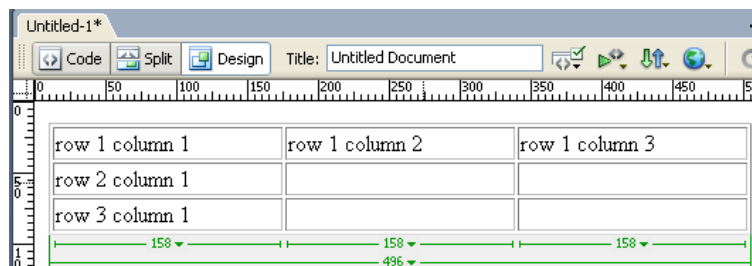 Untitled-1*
Code Split Design Title: Untitled Document
0 50 100 150 200 250 300 350 400 450
0
row 1 column 1 row 1 column 2 row 1 column 3
50
row 2 column 1
row 3 column 1
158 158 158
496